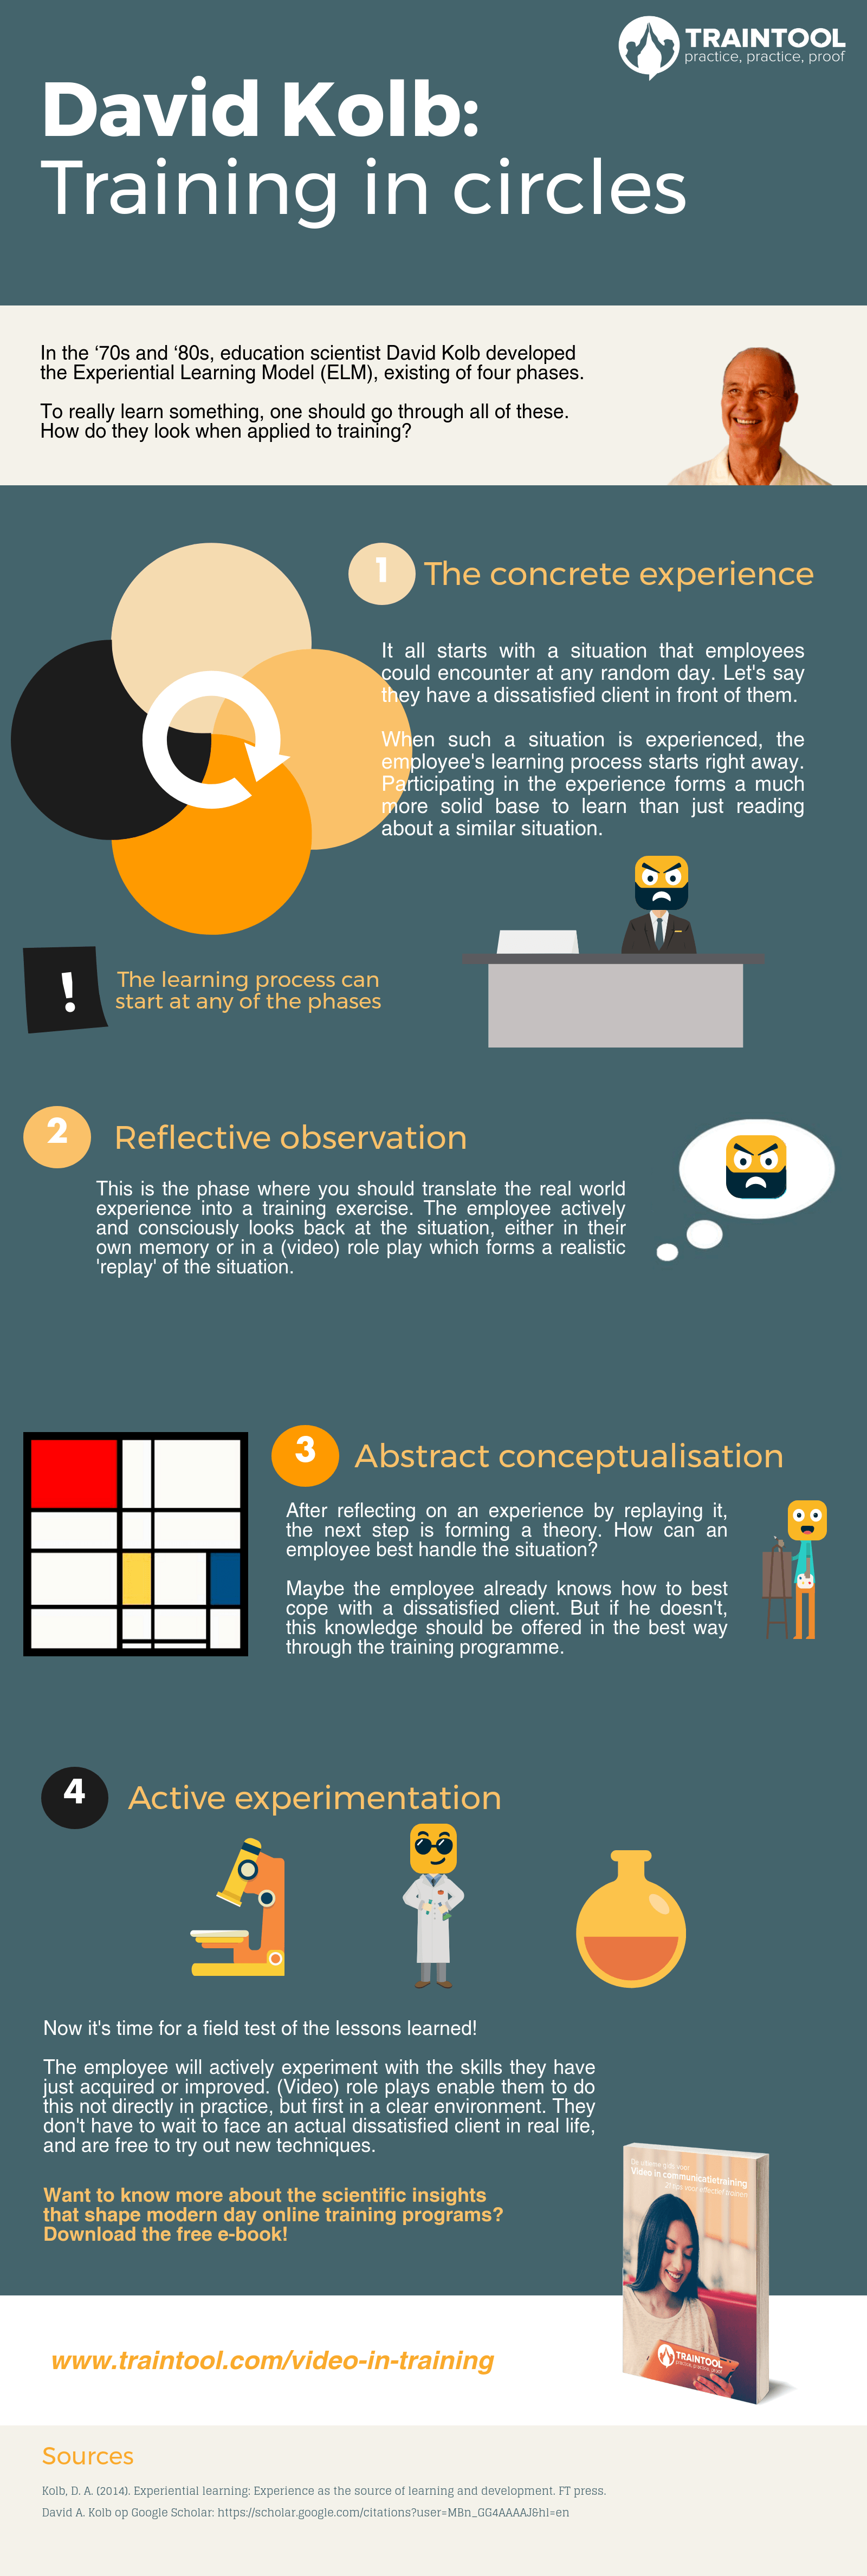 TRAINTOOL
practice, practice, proof
David Kolb:
Training in circles
In the ‘70s and ‘80s, education scientist David Kolb developed
the Experiential Learning Model (ELM), existing of four phases.
To really learn something, one should go through all of these.
How do they look when applied to training?
1
The concrete experience
It all starts with a situation that employees
could encounter at any random day. Let's say
they have a dissatisfied client in front of them.
When such a situation is experienced, the
employee's learning process starts right away.
Participating in the experience forms a much
more solid base to learn than just reading
about a similar situation.
!
The learning process can
start at any of the phases
2
Reflective observation
This is the phase where you should translate the real world
experience into a training exercise. The employee actively
and consciously looks back at the situation, either in their
own memory or in a (video) role play which forms a realistic
'replay' of the situation.
3
Abstract conceptualisation
After reflecting on an experience by replaying it,
the next step is forming a theory. How can an
employee best handle the situation?
Maybe the employee already knows how to best
cope with a dissatisfied client. But if he doesn't,
this knowledge should be offered in the best way
through the training programme.
4
Active experimentation
Now it's time for a field test of the lessons learned!
The employee will actively experiment with the skills they have
just acquired or improved. (Video) role plays enable them to do
this not directly in practice, but first in a clear environment. They
don't have to wait to face an actual dissatisfied client in real life,
and are free to try out new techniques.
Want to know more about the scientific insights
that shape modern day online training programs?
Download the free e-book!
De ultieme gids voor
Video in communicatietraining
21 tips voor effectief trainen
TRAINTOOL
practice, practice, proof
www.traintool.com/video-in-training
Sources
Kolb, D. A. (2014). Experiential learning: Experience as the source of learning and development. FT press.
David A. Kolb op Google Scholar: https://scholar.google.com/citations?user=MBn_GG4AAAAJ&hl=en